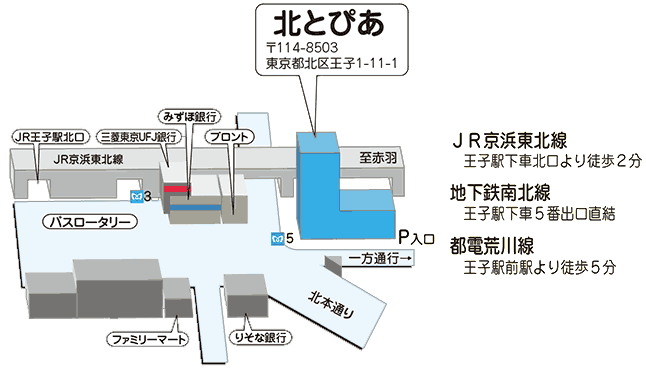 北とぴあ
〒114-8503
東京都北区王子1-11-1
みずほ銀行
JR王子駅北口
三菱東京UFJ銀行
プロント
JR京浜東北線
至赤羽
3
バスロータリー
5
P入口
一方通行→
北本通り
ファミリーマート
りそな銀行
JR京浜東北線
王子駅下車北口より徒歩2分
地下鉄南北線
王子駅下車5番出口直結
都電荒川線
王子駅前駅より徒歩5分